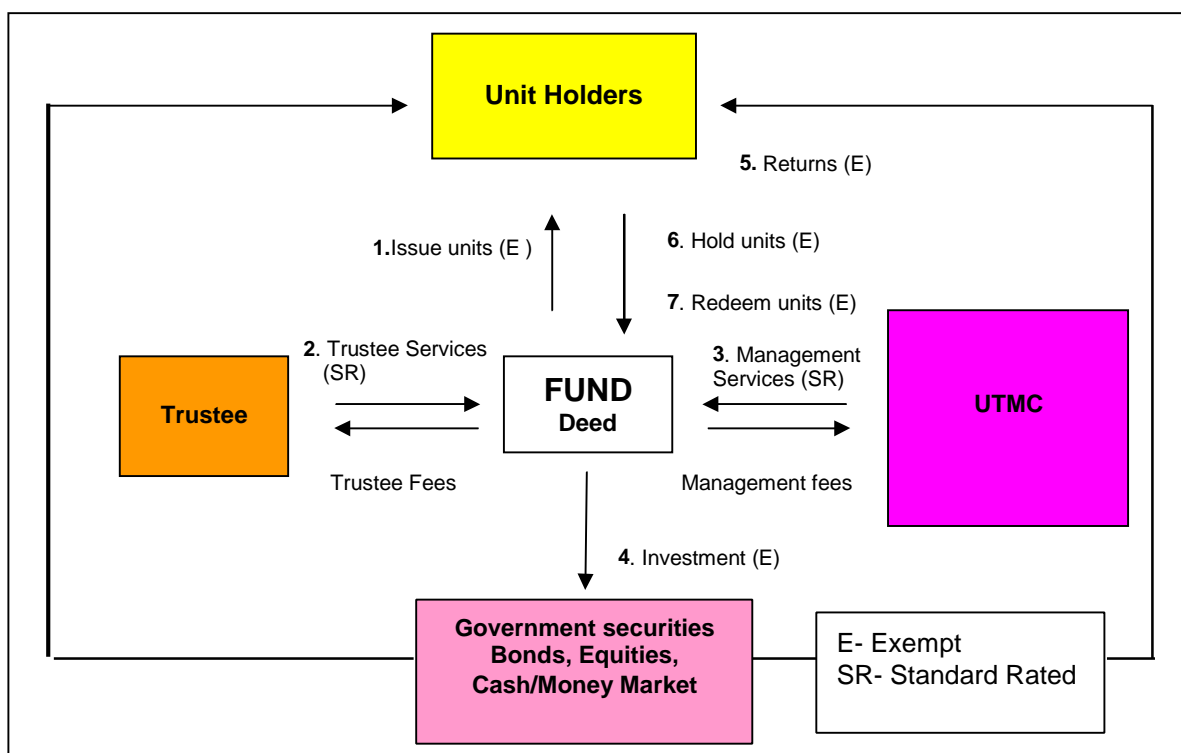 Unit Holders
5. Returns (E)
1.Issue units (E )
6. Hold units (E)
7. Redeem units (E)
2. Trustee Services
(SR)
3. Management
Services (SR)
Trustee
FUND
Deed
UTMC
Trustee Fees
Management fees
4. Investment (E)
Government securities
Bonds, Equities,
Cash/Money Market
E- Exempt
SR- Standard Rated